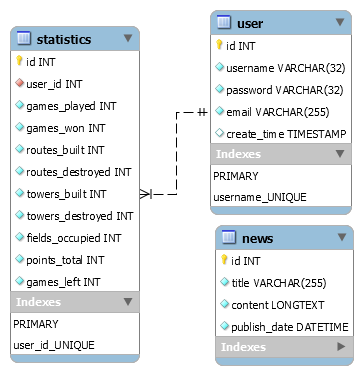 statistics
id INT
user_id INT
games_played INT
games_won INT
routes_built INT
routes_destroyed INT
towers_built INT
towers_destroyed INT
fields_occupied INT
points_total INT
games_left INT
Indexes
PRIMARY
user_id_UNIQUE
user
id INT
username VARCHAR(32)
password VARCHAR(32)
email VARCHAR(255)
create_time TIMESTAMP
Indexes
PRIMARY
username_UNIQUE
news
id INT
title VARCHAR(255)
content LONGTEXT
publish_date DATETIME
Indexes